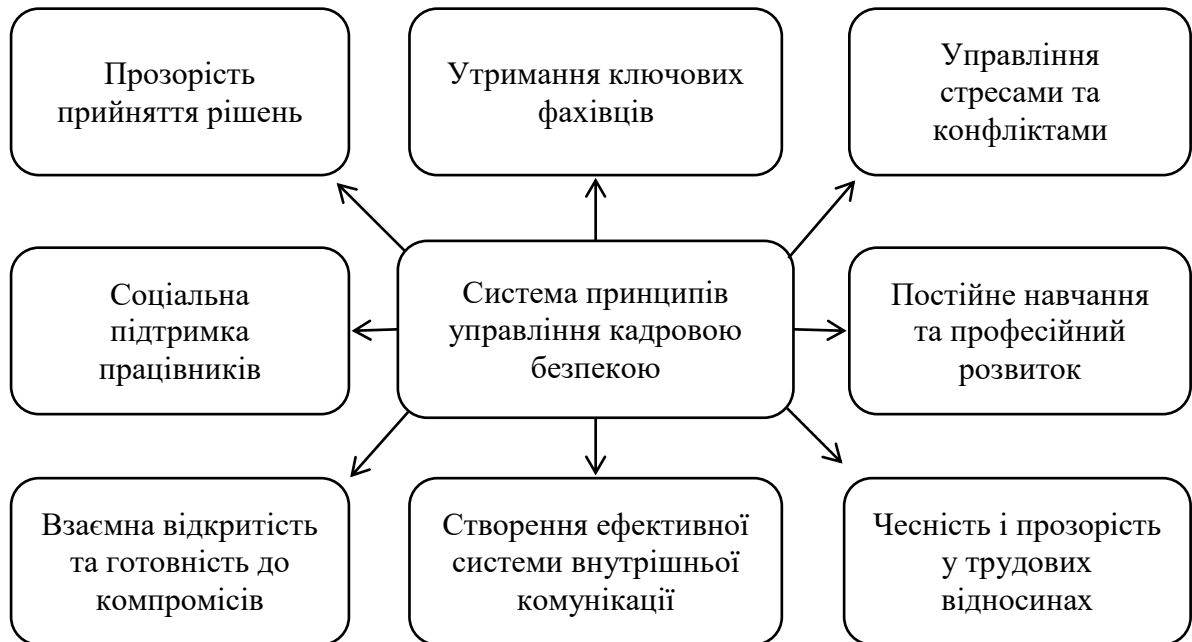 Прозорість
прийняття рішень
Утримання ключових
фахівців
Управління
стресами та
конфліктами
Соціальна
підтримка
працівників
Система принципів
управління кадровою
безпекою
Постійне навчання
та професійний
розвиток
Взаємна відкритість
та готовність до
компромісів
Створення ефективної
системи внутрішньої
комунікації
Чесність і прозорість
у трудових
відносинах